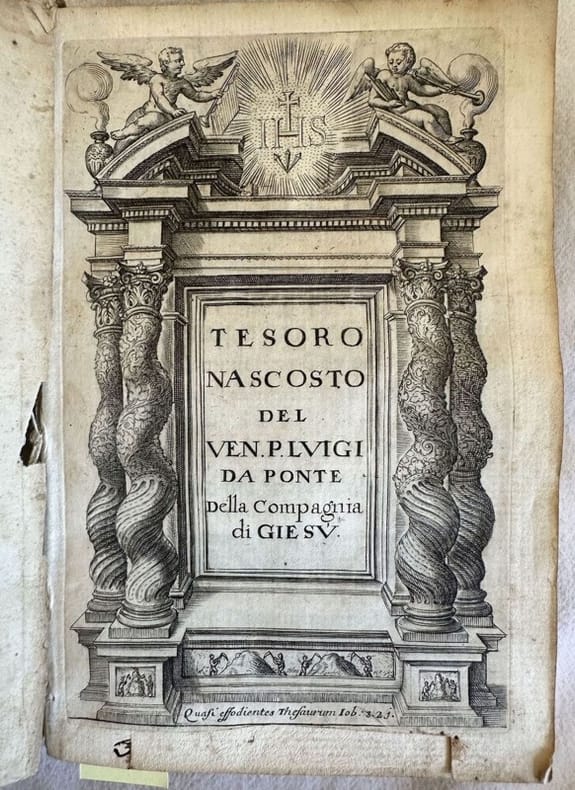 IHS
TESORO
NASCOSTO
DEL
VEN. P. LVIGI
DA PONTE
Della Compagnia
di GIESV.
Quasi effodientes Thesaurum Iob. 3. 21.